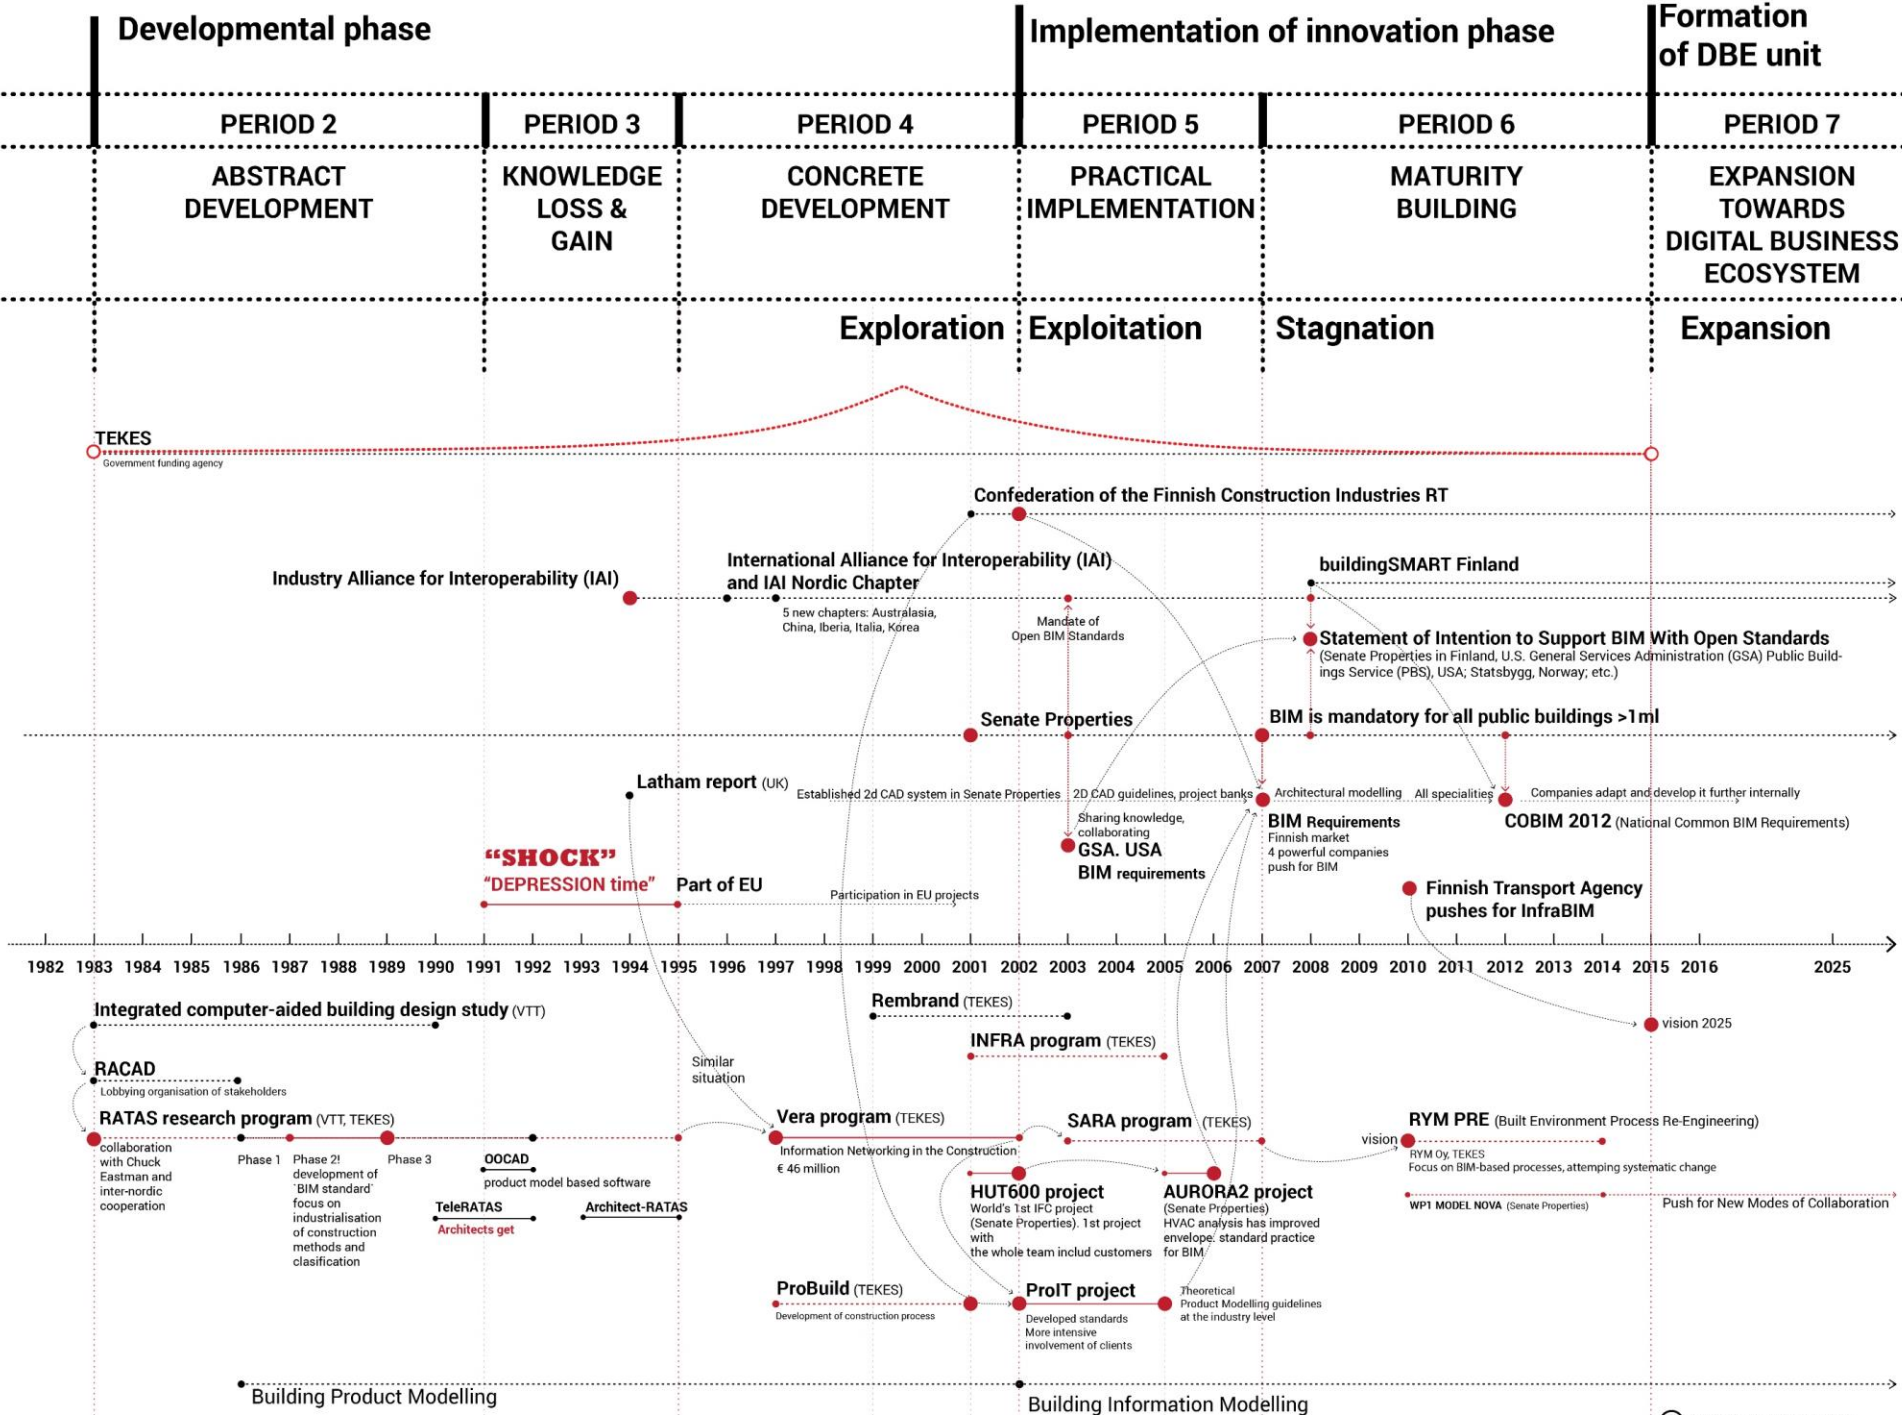 Developmental phase
Implementation of innovation phase
Formation
of DBE unit
PERIOD 2
PERIOD 3
PERIOD 4
PERIOD 5
PERIOD 6
PERIOD 7
ABSTRACT
DEVELOPMENT
KNOWLEDGE
LOSS &
GAIN
CONCRETE
DEVELOPMENT
PRACTICAL
IMPLEMENTATION
MATURITY
BUILDING
EXPANSION
TOWARDS
DIGITAL BUSINESS
ECOSYSTEM
Exploration
Exploitation
Stagnation
Expansion
TEKES
Government funding agency
Confederation of the Finnish Construction Industries RT
Industry Alliance for Interoperability (IAI)
International Alliance for Interoperability (IAI)
and IAI Nordic Chapter
5 new chapters: Australasia,
China, Iberia, Italia, Korea
Mandate of
Open BIM Standards
buildingSMART Finland
Statement of Intention to Support BIM With Open Standards
(Senate Properties in Finland, U.S. General Services Administration (GSA) Public Build-
ings Service (PBS), USA; Statsbygg, Norway; etc.)
Senate Properties
BIM is mandatory for all public buildings >1ml
Latham report (UK)
Established 2d CAD system in Senate Properties
2D CAD guidelines, project banks
Architectural modelling
All specialities
Companies adapt and develop it further internally
Sharing knowledge,
collaborating
GSA. USA
BIM requirements
BIM Requirements
Finnish market
4 powerful companies
push for BIM
COBIM 2012 (National Common BIM Requirements)
“SHOCK”
“DEPRESSION time”
Part of EU
Participation in EU projects
Finnish Transport Agency
pushes for InfraBIM
1982 1983 1984 1985 1986 1987 1988 1989 1990 1991 1992 1993 1994 1995 1996 1997 1998 1999 2000 2001 2002 2003 2004 2005 2006 2007 2008 2009 2010 2011 2012 2013 2014 2015 2016 2025
Integrated computer-aided building design study (VTT)
Rembrand (TEKES)
vision 2025
INFRA program (TEKES)
RACAD
Lobbying organisation of stakeholders
Similar
situation
RATAS research program (VTT, TEKES)
collaboration
with Chuck
Eastman and
inter-nordic
cooperation
Phase 1
Phase 2!
development of
`BIM standard`
focus on
industrialisation
of construction
methods and
clasification
Phase 3
OOCAD
product model based software
TeleRATAS
Architects get
Architect-RATAS
Vera program (TEKES)
Information Networking in the Construction
€ 46 million
SARA program (TEKES)
vision
RYM PRE (Built Environment Process Re-Engineering)
RYM Oy, TEKES
Focus on BIM-based processes, attemping systematic change
WP1 MODEL NOVA (Senate Properties)
Push for New Modes of Collaboration
HUT600 project
World's 1st IFC project
(Senate Properties). 1st project
with
the whole team includ customers
AURORA2 project
(Senate Properties)
HVAC analysis has improved
envelope. standard practice
for BIM
ProBuild (TEKES)
Development of construction process
ProIT project
Developed standards
More intensive
involvement of clients
Theoretical
Product Modelling guidelines
at the industry level
Building Product Modelling
Building Information Modelling